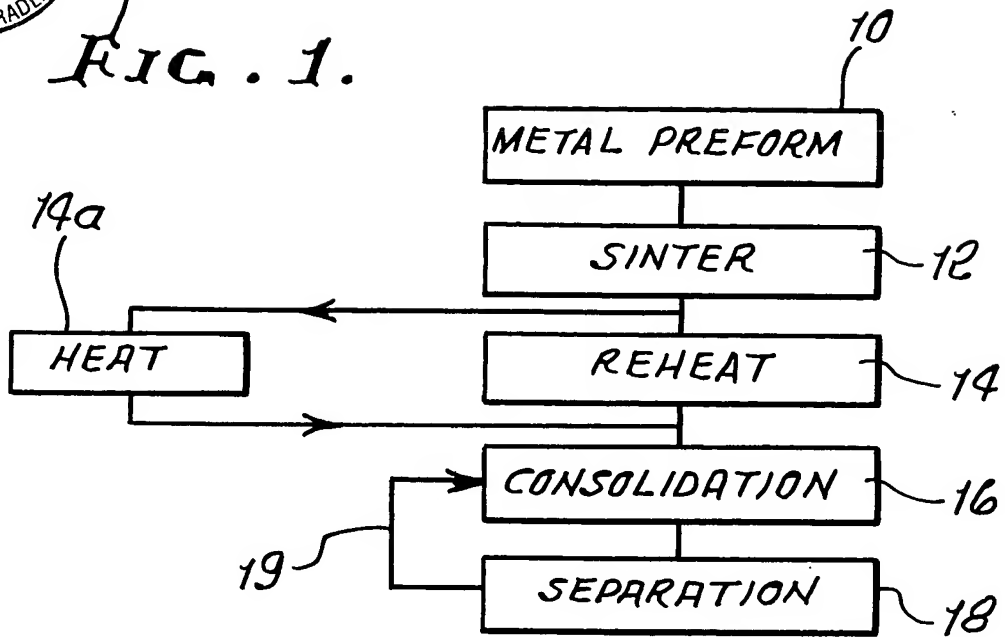 FIG. 1.
10
METAL PREFORM
SINTER
12
14a
HEAT
REHEAT
14
CONSOLIDATION
16
19
SEPARATION
18